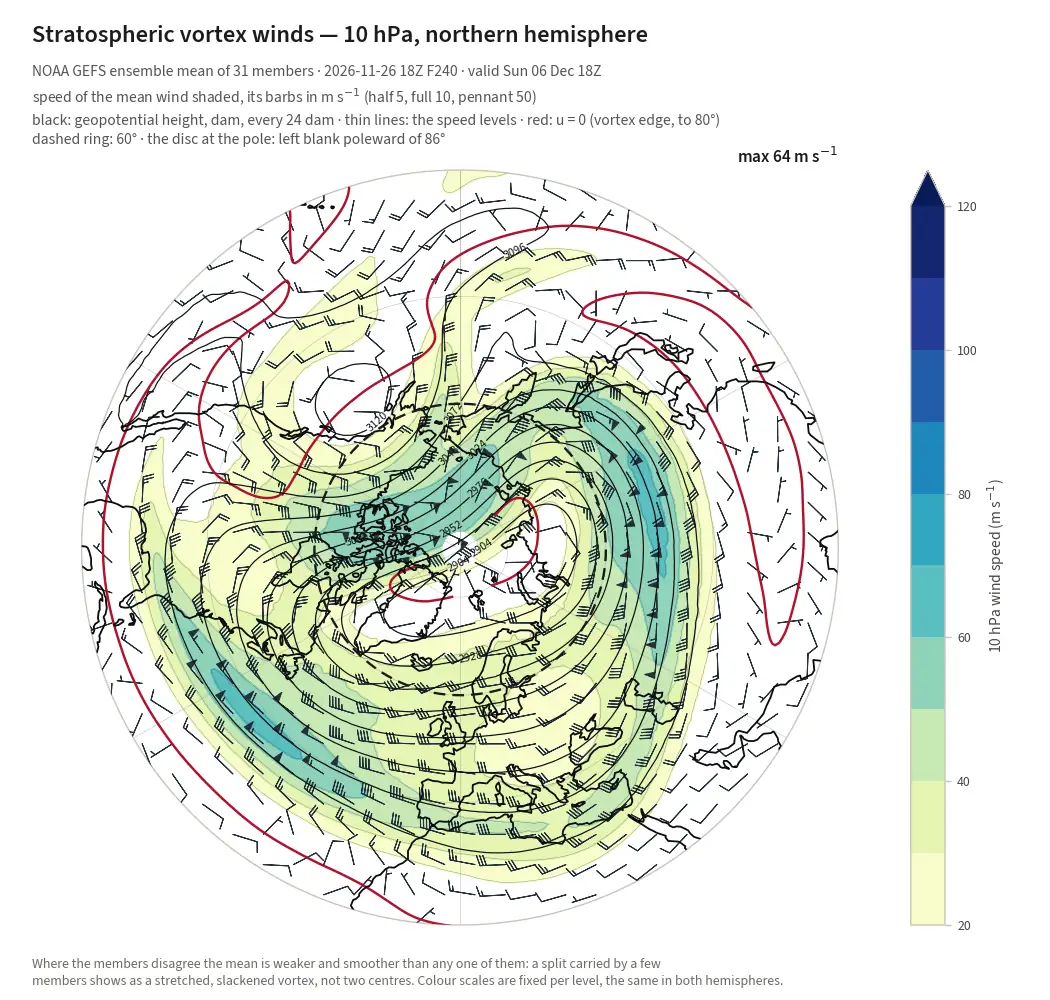 Stratospheric vortex winds — 10 hPa, northern hemisphere
NOAA GEFS ensemble mean of 31 members · 2026-11-26 18Z F240 · valid Sun 06 Dec 18Z
speed of the mean wind shaded, its barbs in m s⁻¹ (half 5, full 10, pennant 50)
black: geopotential height, dam, every 24 dam · thin lines: the speed levels · red: u = 0 (vortex edge, to 80°)
dashed ring: 60° · the disc at the pole: left blank poleward of 86°
max 64 m s⁻¹
120
100
80
60
40
20
10 hPa wind speed (m s⁻¹)
3096
3120
2952
2904
2928
Where the members disagree the mean is weaker and smoother than any one of them: a split carried by a few
members shows as a stretched, slackened vortex, not two centres. Colour scales are fixed per level, the same in both hemispheres.